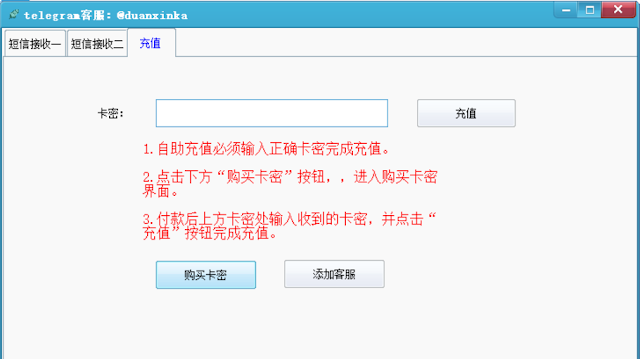 telegram客服：@duanxinka
短信接收一 短信接收二 充值
卡密： 充值
1.自助充值必须输入正确卡密完成充值。
2.点击下方“购买卡密”按钮，，进入购买卡密
界面。
3.付款后上方卡密处输入收到的卡密，并点击“
充值”按钮完成充值。
购买卡密 添加客服